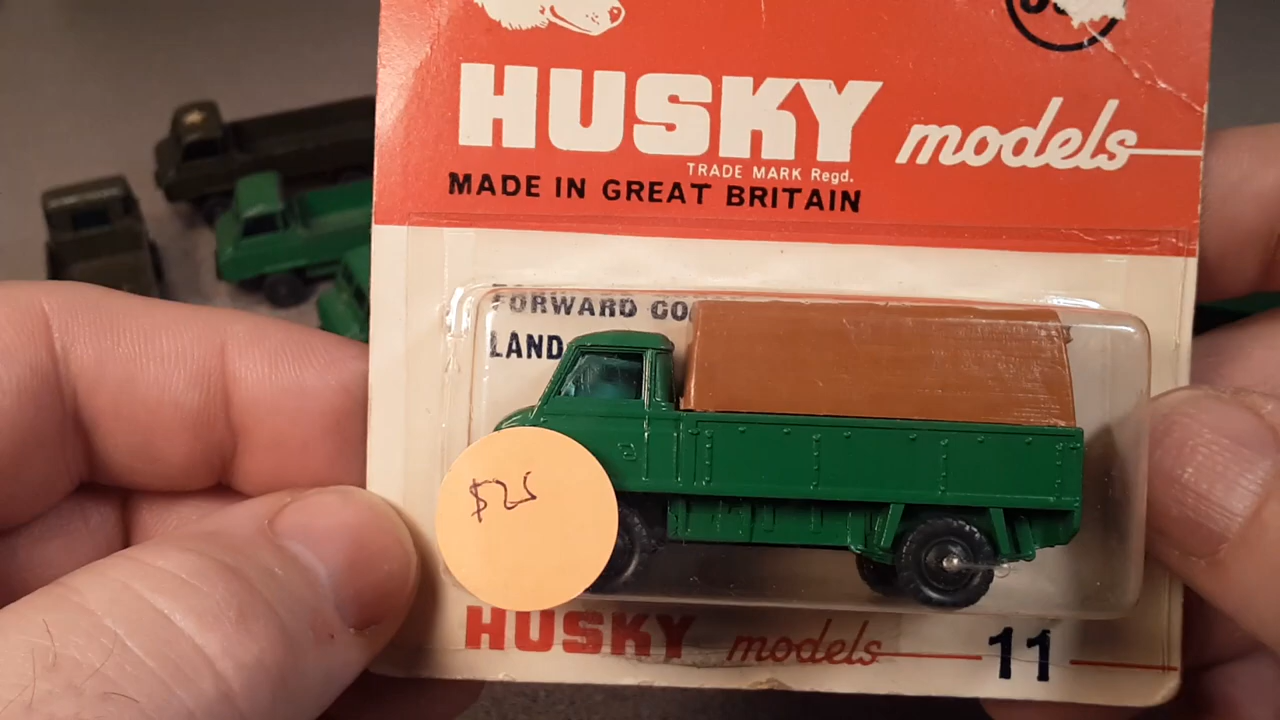 HUSKY models
TRADE MARK Regd.
MADE IN GREAT BRITAIN
FORWARD
LAND
$25
HUSKY models 11